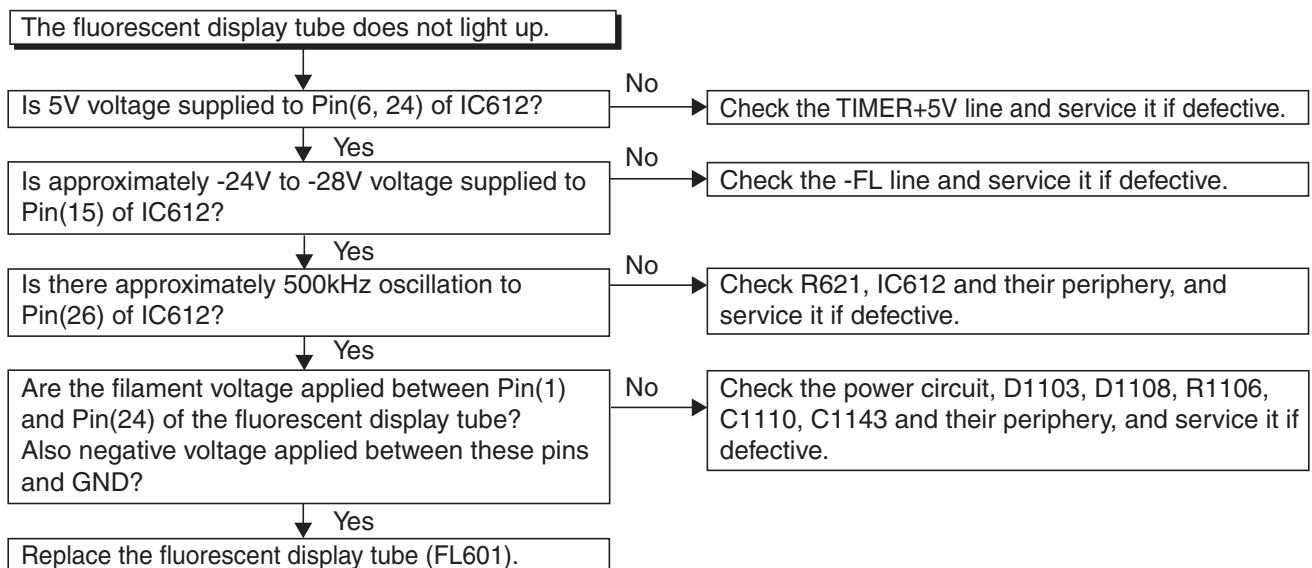 The fluorescent display tube does not light up.
Is 5V voltage supplied to Pin(6, 24) of IC612?
No
Check the TIMER+5V line and service it if defective.
Yes
Is approximately -24V to -28V voltage supplied to
Pin(15) of IC612?
No
Check the -FL line and service it if defective.
Yes
Is there approximately 500kHz oscillation to
Pin(26) of IC612?
No
Check R621, IC612 and their periphery, and
service it if defective.
Yes
Are the filament voltage applied between Pin(1)
and Pin(24) of the fluorescent display tube?
Also negative voltage applied between these pins
and GND?
No
Check the power circuit, D1103, D1108, R1106,
C1110, C1143 and their periphery, and service it if
defective.
Yes
Replace the fluorescent display tube (FL601).